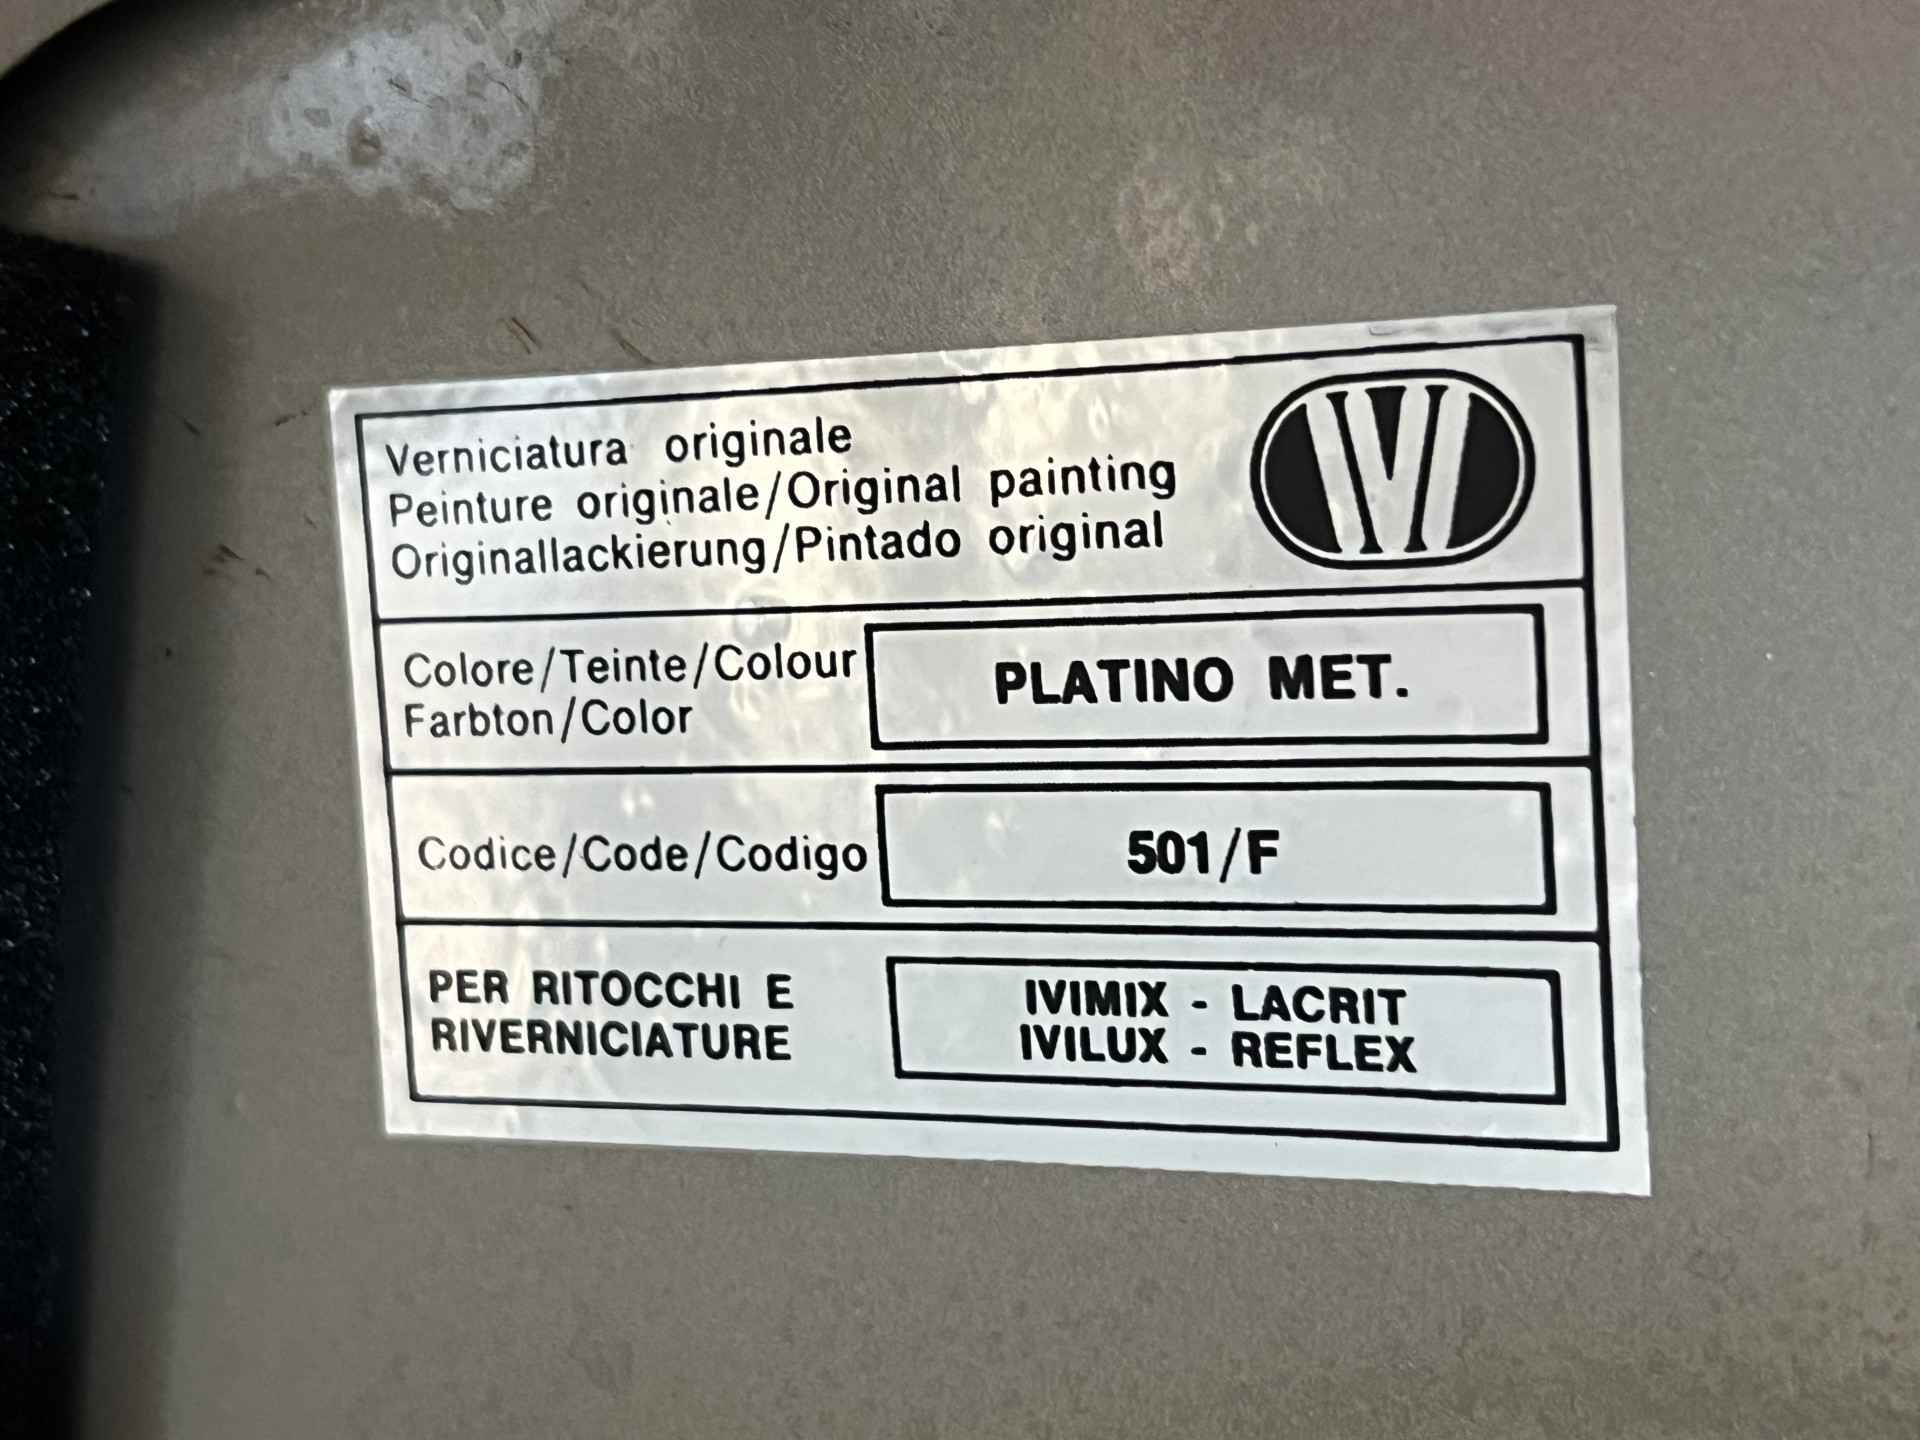 Verniciatura originale
Peinture originale/Original painting
Originallackierung/Pintado original
IVI
Colore/Teinte/Colour
Farbton/Color
PLATINO MET.
Codice/Code/Codigo
501/F
PER RITOCCHI E
RIVERNICIATURE
IVIMIX - LACRIT
IVILUX - REFLEX